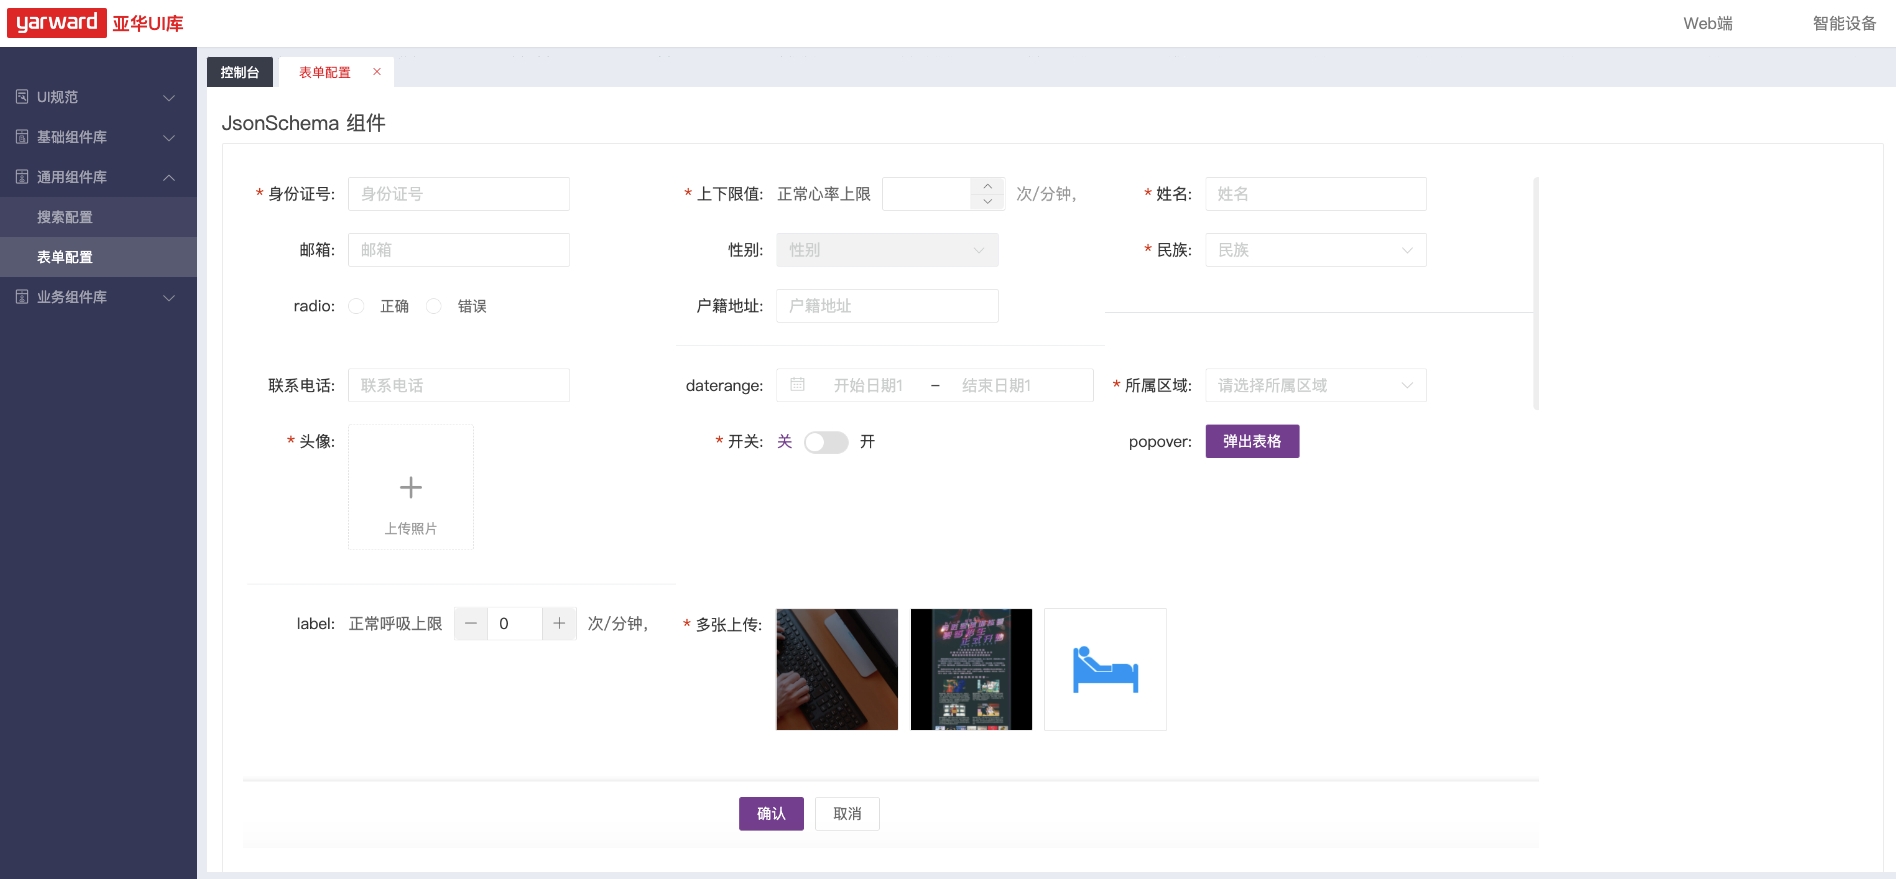 yarward 亚华UI库
Web端
智能设备
UI规范
基础组件库
通用组件库
搜索配置
表单配置
业务组件库
控制台
表单配置 ×
JsonSchema 组件
* 身份证号: 身份证号
* 上下限值: 正常心率上限 次/分钟,
* 姓名: 姓名
邮箱: 邮箱
性别: 性别
* 民族: 民族
radio: 正确 错误
户籍地址: 户籍地址
联系电话: 联系电话
daterange: 开始日期1 – 结束日期1
* 所属区域: 请选择所属区域
* 头像:
上传照片
* 开关: 关 开
popover: 弹出表格
label: 正常呼吸上限 0 次/分钟,
* 多张上传:
确认
取消